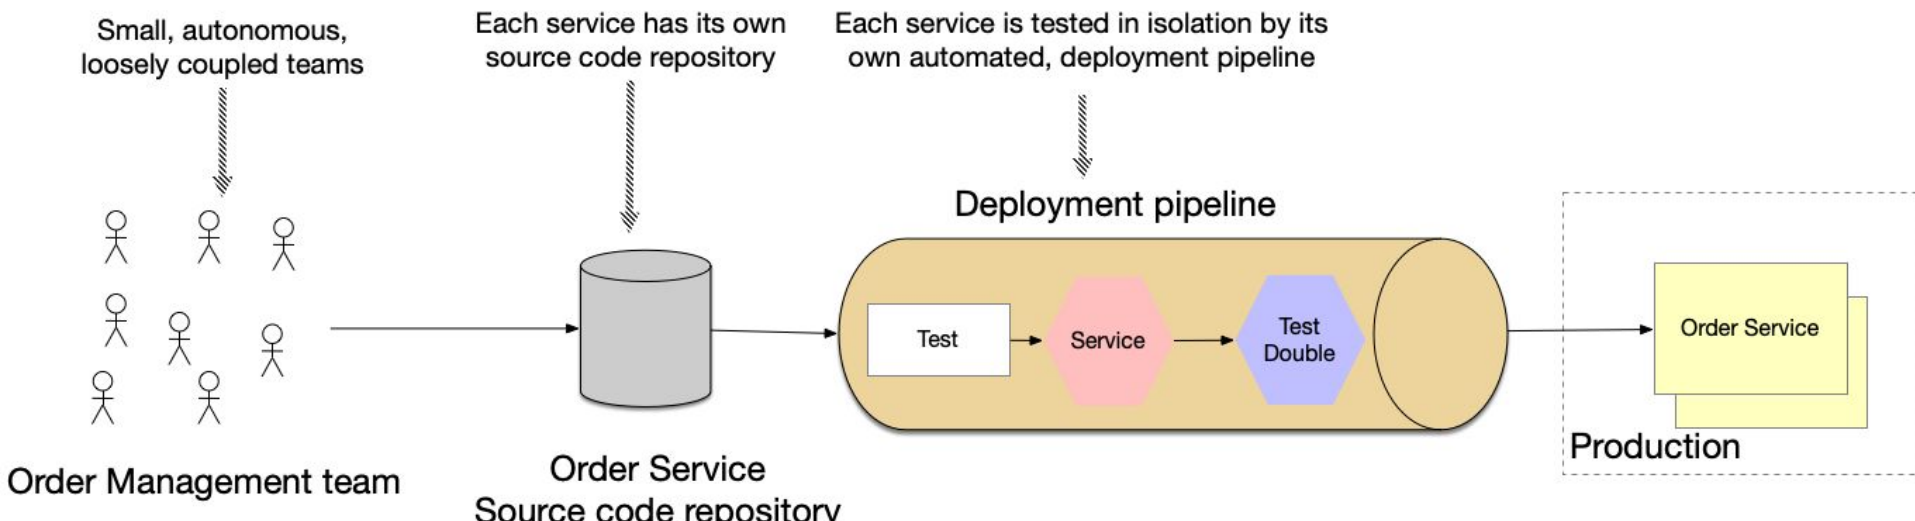 Small, autonomous,
loosely coupled teams
Each service has its own
source code repository
Each service is tested in isolation by its
own automated, deployment pipeline
Deployment pipeline
Test
Service
Test
Double
Order Service
Production
Order Management team
Order Service
Source code repository